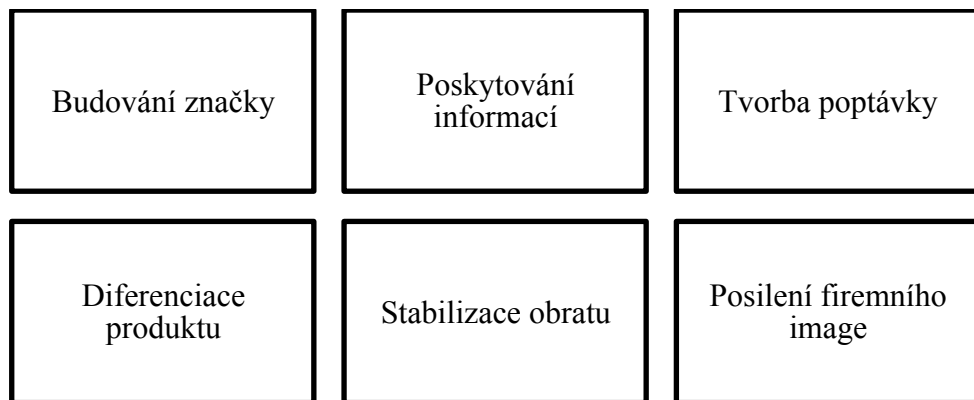 Budování značky
Poskytování
informací
Tvorba poptávky
Diferenciace
produktu
Stabilizace obratu
Posilení firemního
image